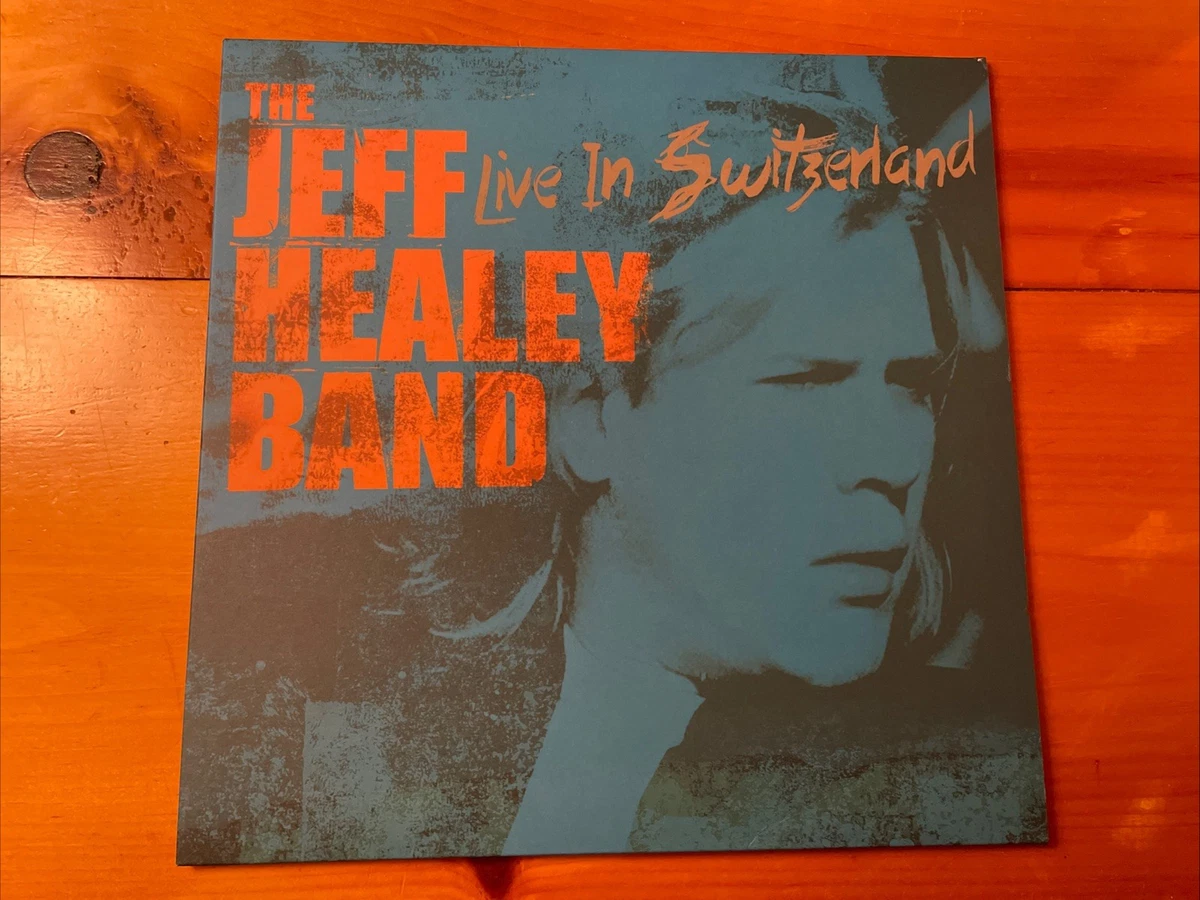 THE
JEFF
Live In Switzerland
HEALEY
BAND